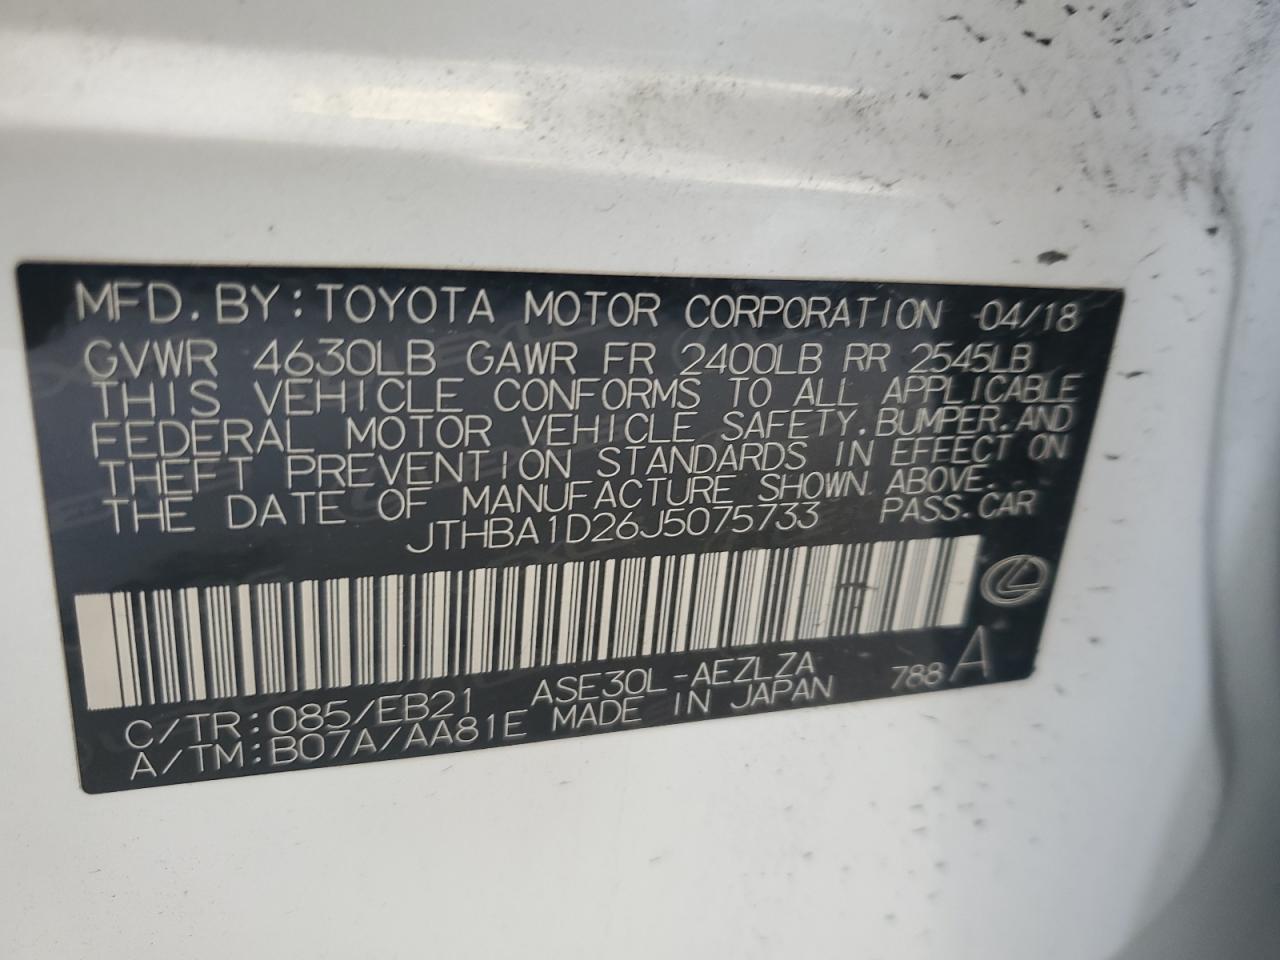 MFD. BY: TOYOTA MOTOR CORPORATION 04/18
GVWR 4630LB GAWR FR 2400LB RR 2545LB
THIS VEHICLE CONFORMS TO ALL APPLICABLE
FEDERAL MOTOR VEHICLE SAFETY, BUMPER, AND
THEFT PREVENTION STANDARDS IN EFFECT ON
THE DATE OF MANUFACTURE SHOWN ABOVE.
JTHBA1D26J5075733 PASS. CAR
C/TR: 085/EB21 ASE30L-AEZLZA 788 A
A/TM: B07A/AA81E MADE IN JAPAN